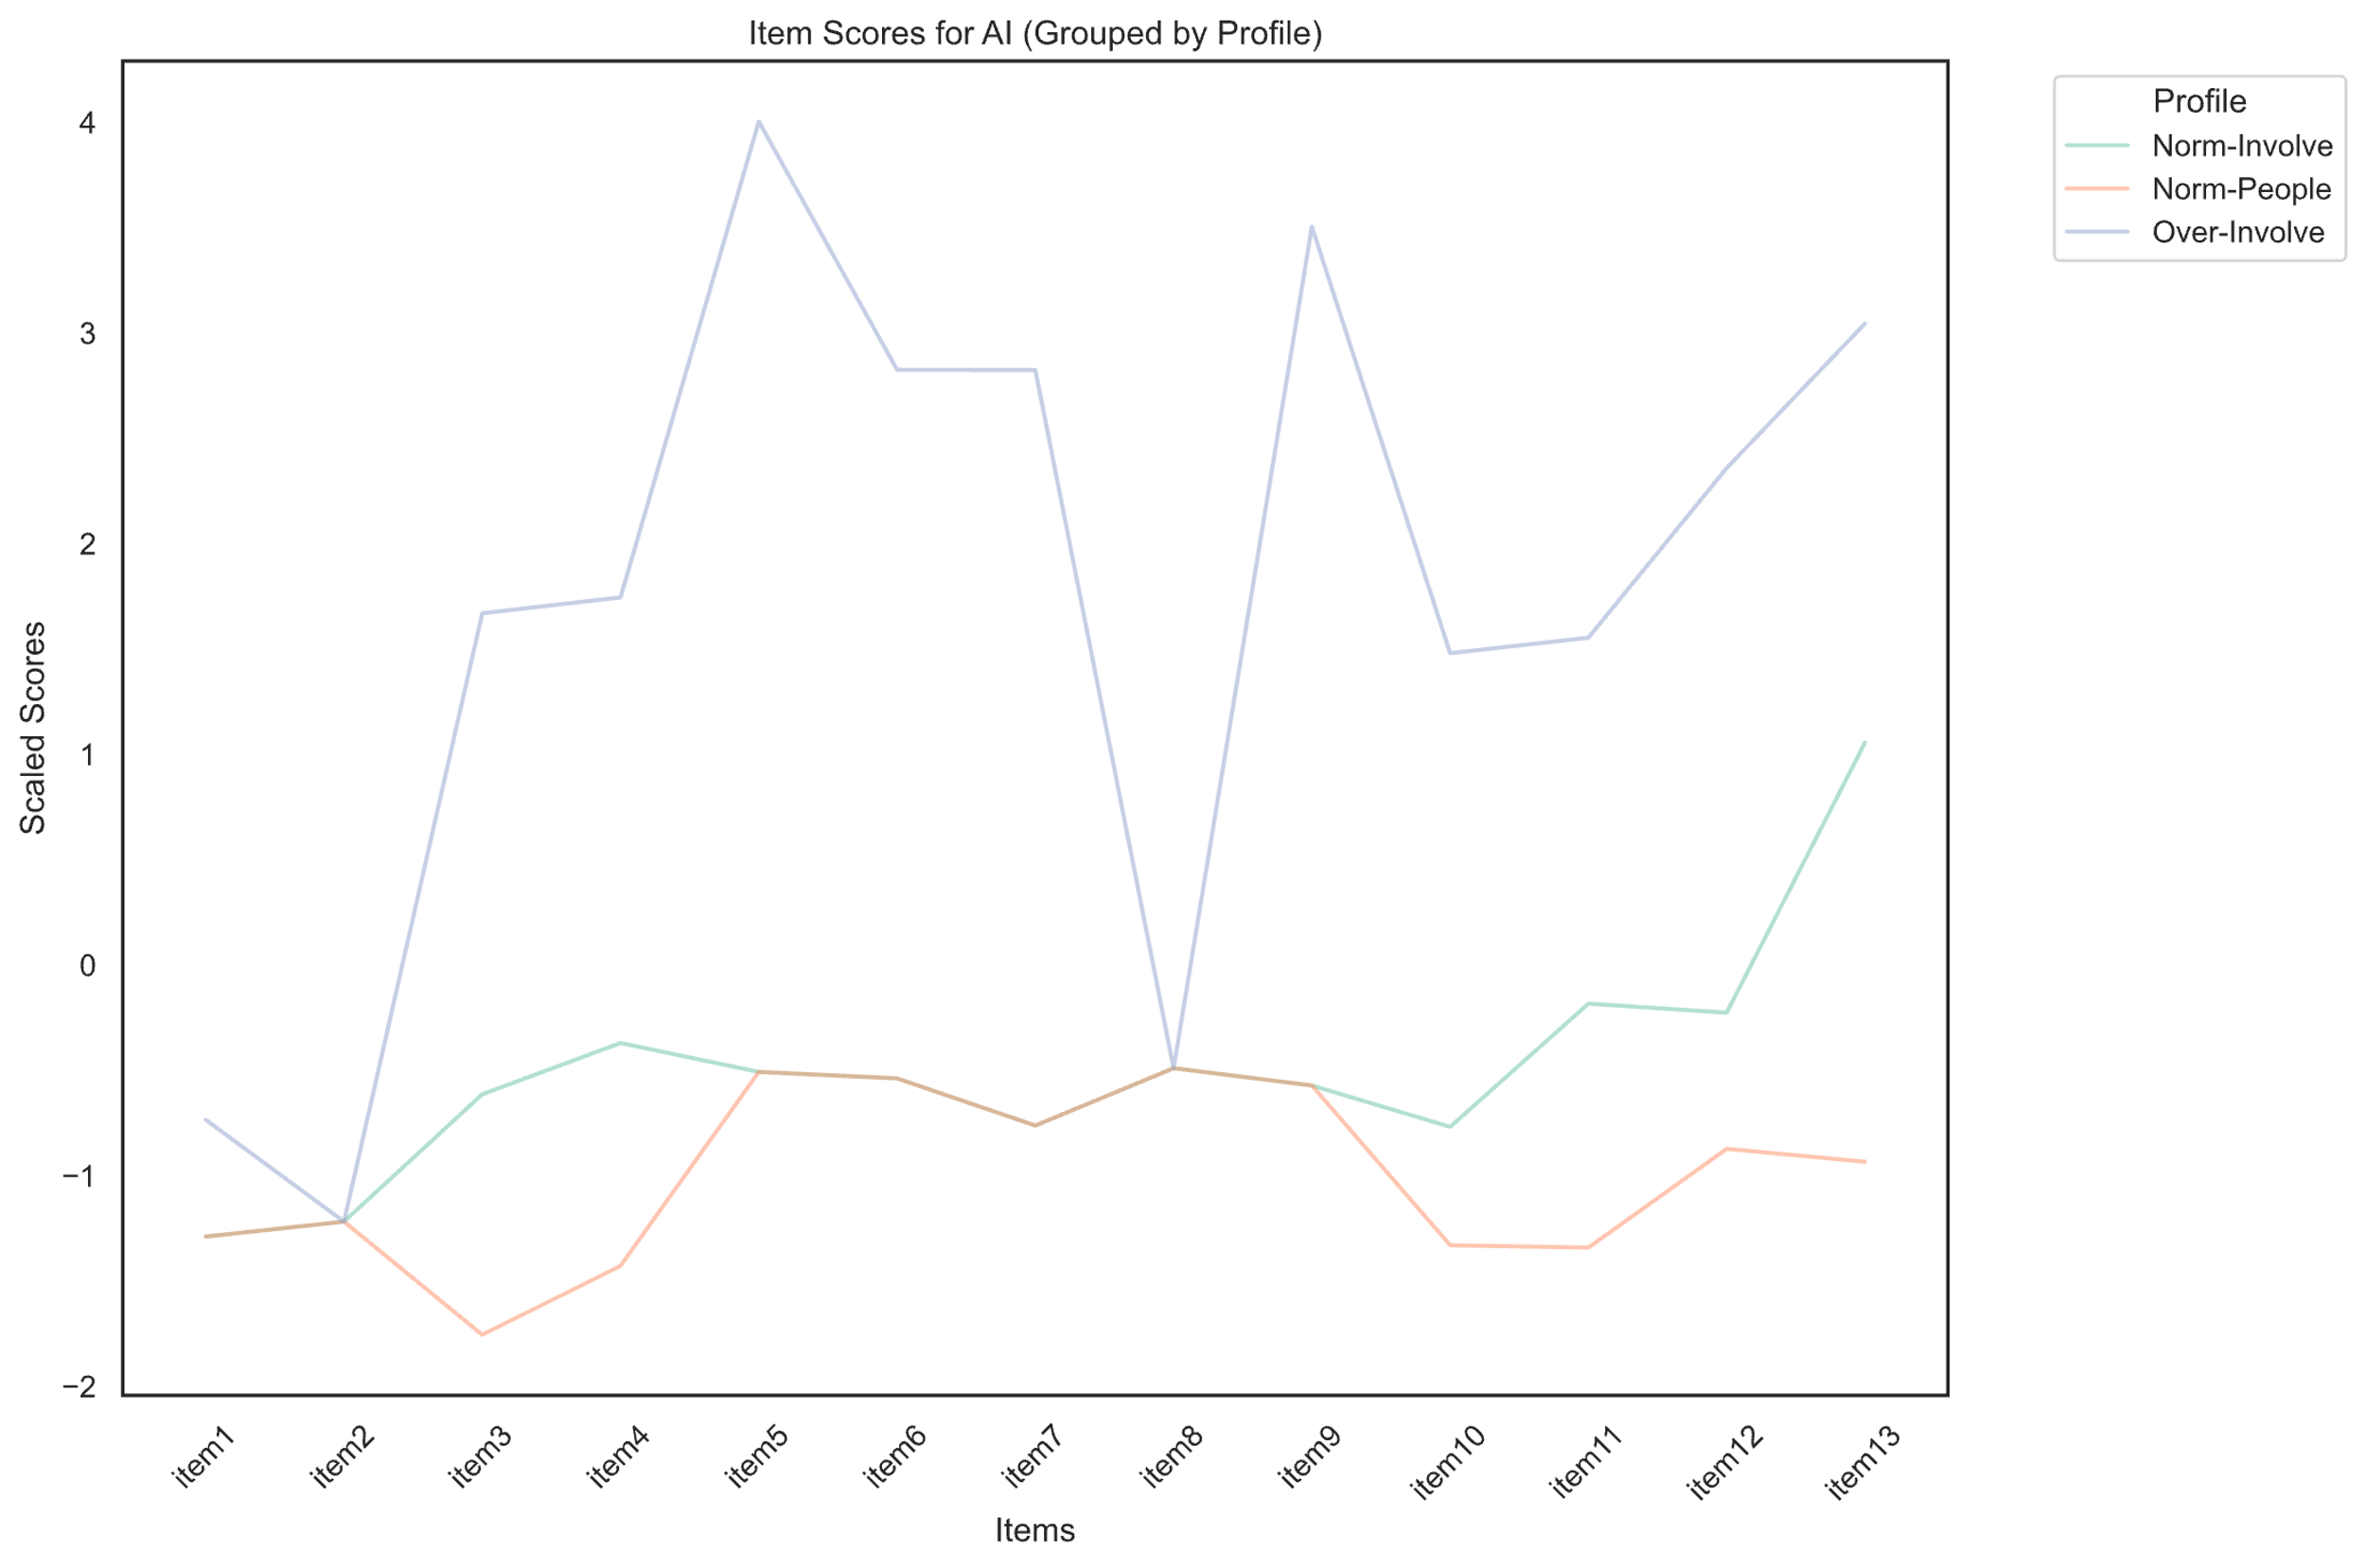 Item Scores for AI (Grouped by Profile)
Profile
Norm-Involve
Norm-People
Over-Involve
4
3
2
1
0
−1
−2
Scaled Scores
item1
item2
item3
item4
item5
item6
item7
item8
item9
item10
item11
item12
item13
Items